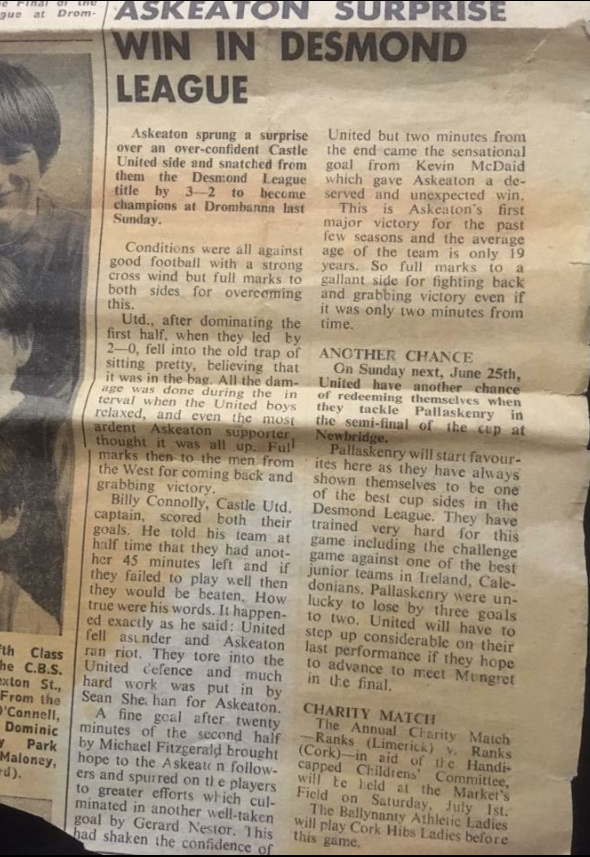 e Final of the
gue at Drom-
ASKEATON SURPRISE
WIN IN DESMOND
LEAGUE
Askeaton sprung a surprise
over an over-confident Castle
United side and snatched from
them the Desmond League
title by 3—2 to become
champions at Drombanna last
Sunday.
Conditions were all against
good football with a strong
cross wind but full marks to
both sides for overcoming
this.
Utd., after dominating the
first half, when they led by
2—0, fell into the old trap of
sitting pretty, believing that
it was in the bag. All the dam-
age was done during the in
terval when the United boys
relaxed, and even the most
ardent Askeaton supporter
thought it was all up. Full
marks then to the men from
the West for coming back and
grabbing victory.
Billy Connolly, Castle Utd.
captain, scored both their
goals. He told his team at
half time that they had anot-
her 45 minutes left and if
they failed to play well then
they would be beaten. How
true were his words. It happen-
ed exactly as he said: United
fell asunder and Askeaton
ran riot. They tore into the
United defence and much
hard work was put in by
Sean Sheehan for Askeaton.
A fine goal after twenty
minutes of the second half
by Michael Fitzgerald brought
hope to the Askeaton follow-
ers and spurred on the players
to greater efforts which cul-
minated in another well-taken
goal by Gerard Nestor. This
had shaken the confidence of
United but two minutes from
the end came the sensational
goal from Kevin McDaid
which gave Askeaton a de-
served and unexpected win.
This is Askeaton's first
major victory for the past
few seasons and the average
age of the team is only 19
years. So full marks to a
gallant side for fighting back
and grabbing victory even if
it was only two minutes from
time.
ANOTHER CHANCE
On Sunday next, June 25th,
United have another chance
of redeeming themselves when
they tackle Pallaskenry in
the semi-final of the cup at
Newbridge.
Pallaskenry will start favour-
ites here as they have always
shown themselves to be one
of the best cup sides in the
Desmond League. They have
trained very hard for this
game including the challenge
game against one of the best
junior teams in Ireland, Cale-
donians. Pallaskenry were un-
lucky to lose by three goals
to two. United will have to
step up considerable on their
last performance if they hope
to advance to meet Mungret
in the final.
CHARITY MATCH
The Annual Charity Match
—Ranks (Limerick) v. Ranks
(Cork)—in aid of the Handi-
capped Childrens' Committee,
will be held at the Market's
Field on Saturday, July 1st.
The Ballynanty Athletic Ladies
will play Cork Hibs Ladies before
this game.
fth Class
he C.B.S.
exton St.,
From the
O'Connell,
Dominic
y Park
Maloney,
rd).